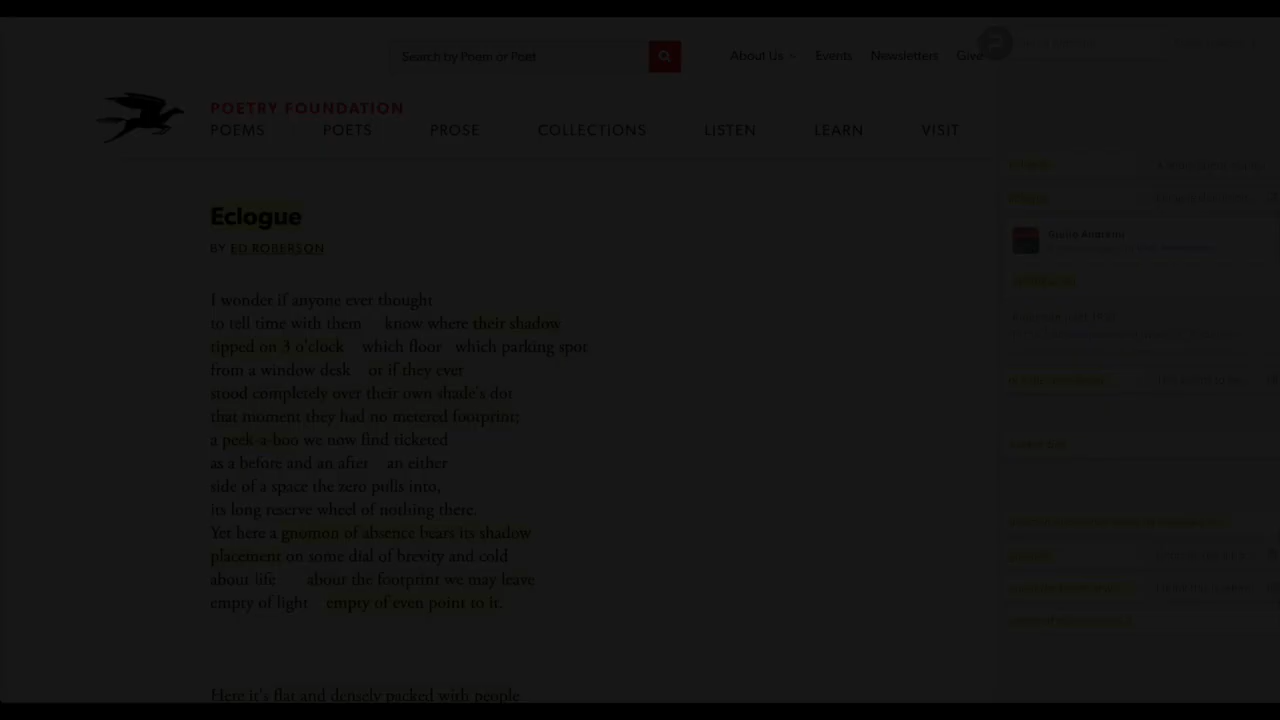 Search by Poem or Poet
About Us
Events
Newsletters
Give
POETRY FOUNDATION
POEMS
POETS
PROSE
COLLECTIONS
LISTEN
LEARN
VISIT
Eclogue
BY ED ROBERSON
I wonder if anyone ever thought
to tell time with them know where their shadow
tipped on 3 o'clock which floor which parking spot
from a window desk or if they ever
stood completely over their own shade's dot
that moment they had no metered footprint;
a peek-a-boo we now find ticketed
as a before and an after an either
side of a space the zero pulls into,
its long reserve wheel of nothing there.
Yet here a gnomon of absence bears its shadow
placement on some dial of brevity and cold
about life about the footprint we may leave
empty of light empty of even point to it.
Here it's flat and densely packed with people